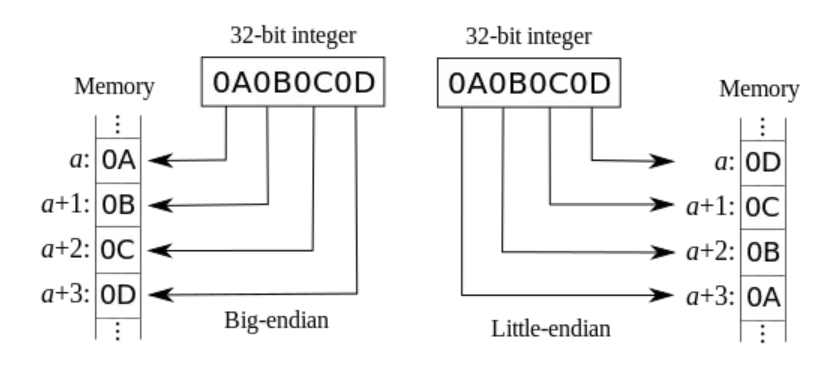 32-bit integer
0A0B0C0D
Memory
⋮
a: 0A
a+1: 0B
a+2: 0C
a+3: 0D
⋮
Big-endian
32-bit integer
0A0B0C0D
Memory
⋮
a: 0D
a+1: 0C
a+2: 0B
a+3: 0A
⋮
Little-endian